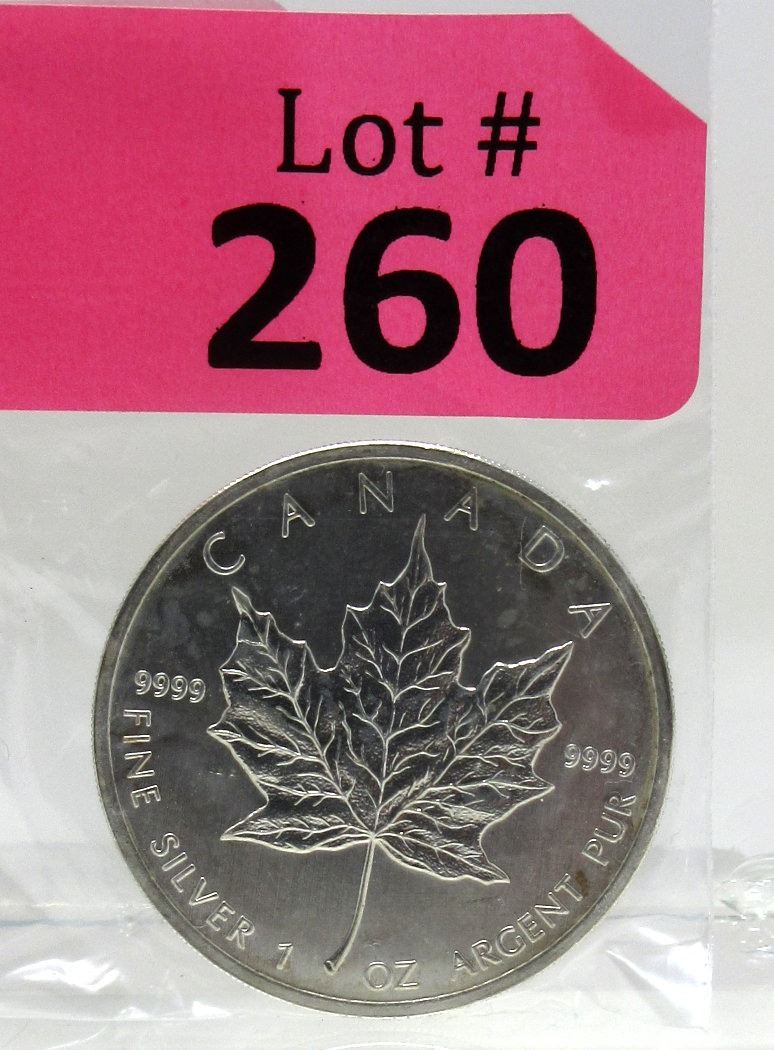 Lot #
260
CANADA
9999
9999
FINE SILVER 1 OZ ARGENT PUR